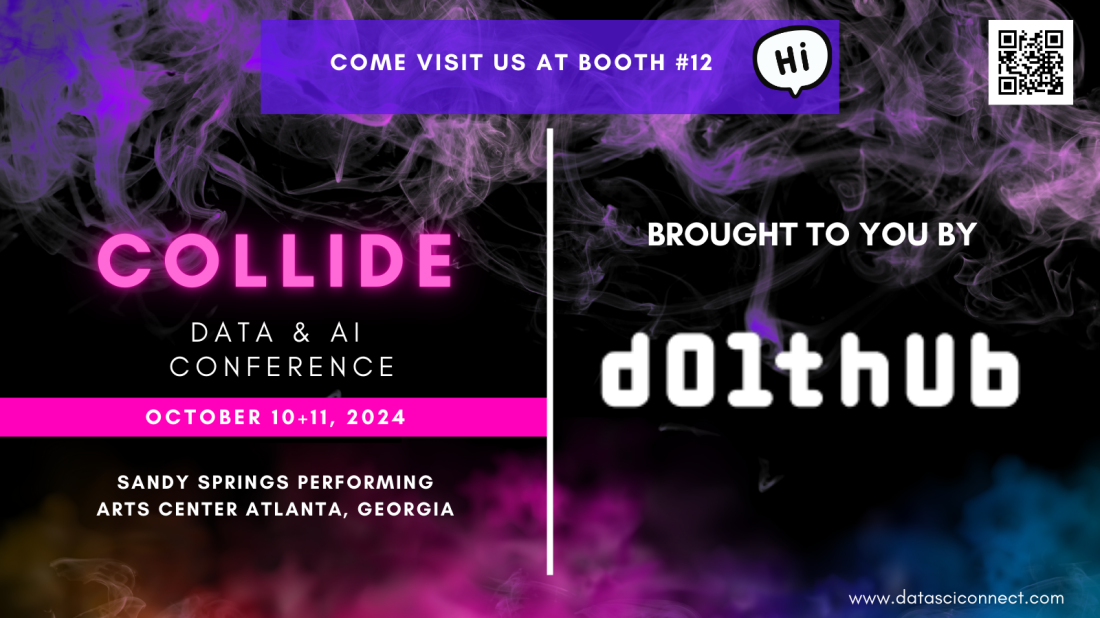 COME VISIT US AT BOOTH #12
Hi
COLLIDE
DATA & AI
CONFERENCE
OCTOBER 10+11, 2024
SANDY SPRINGS PERFORMING
ARTS CENTER ATLANTA, GEORGIA
BROUGHT TO YOU BY
d01thUb
www.datasciconnect.com